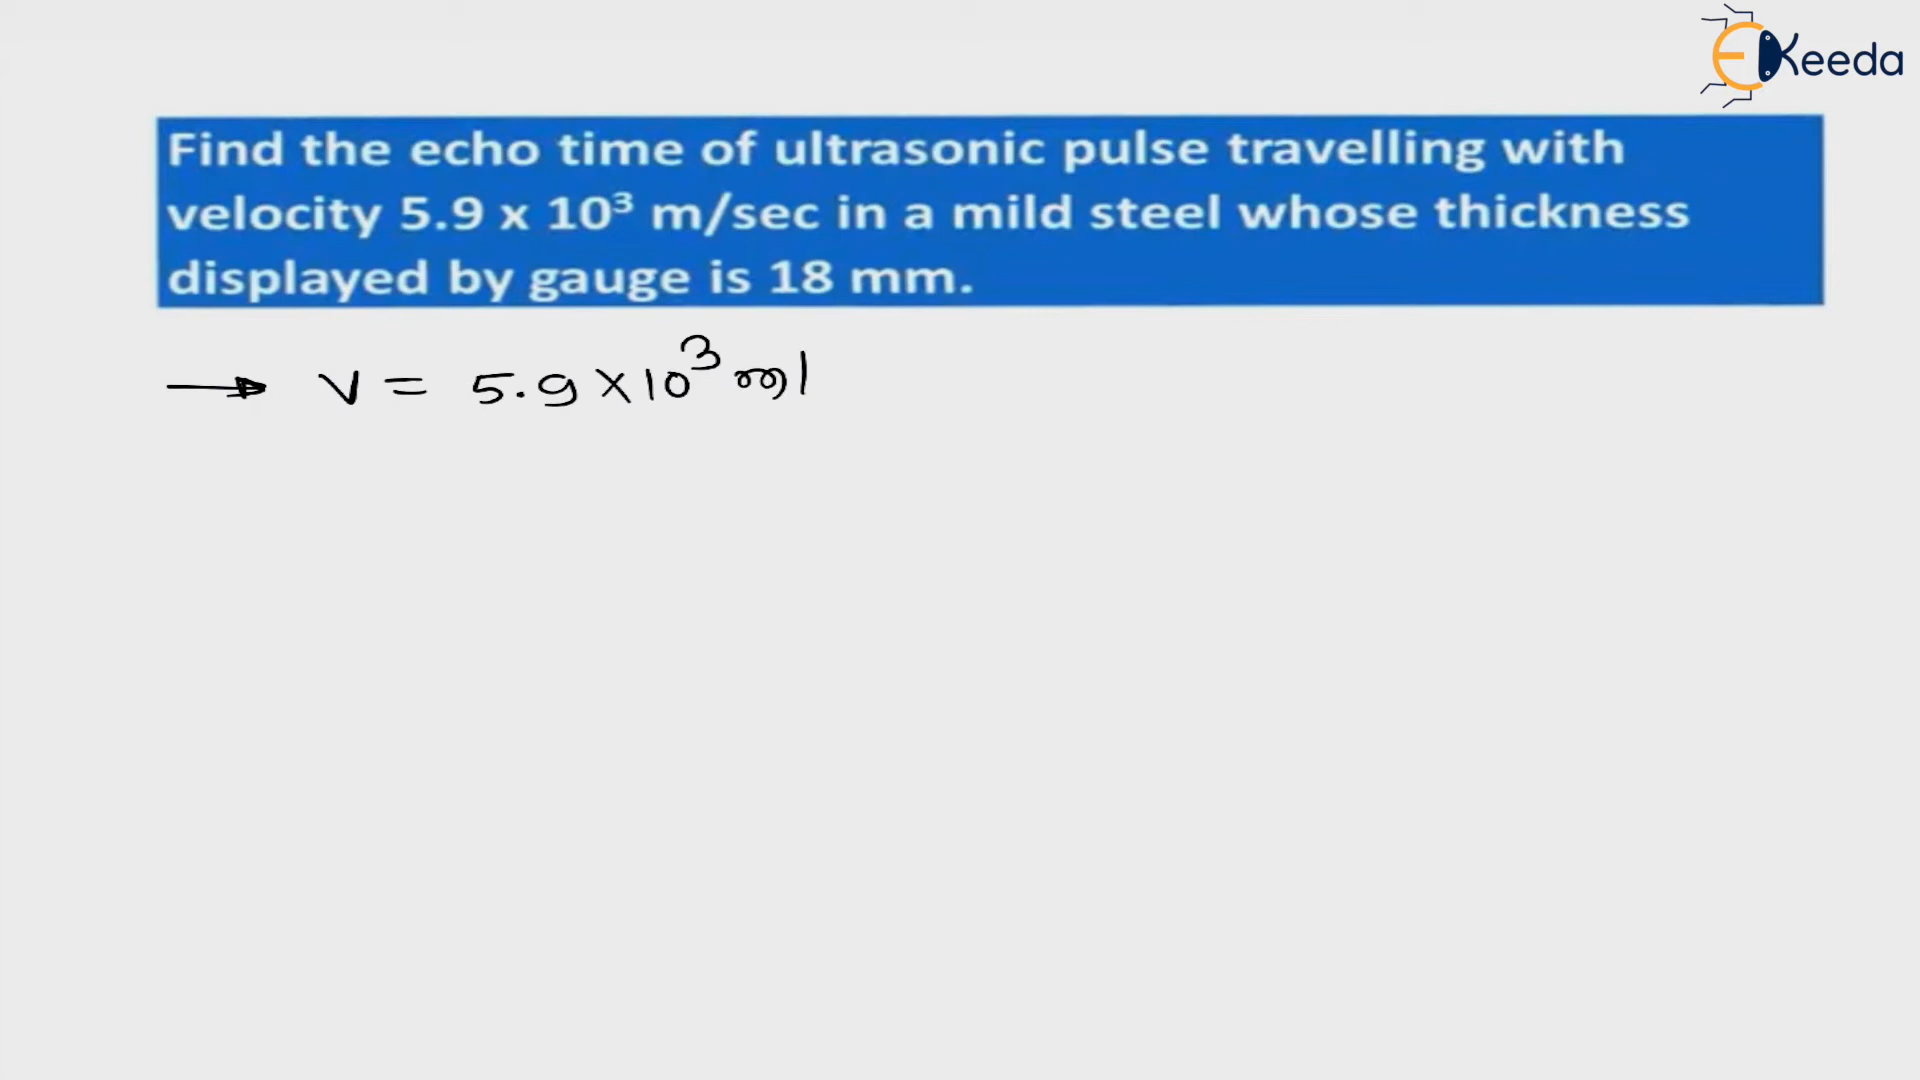 EKeeda
Find the echo time of ultrasonic pulse travelling with
velocity 5.9 x 10³ m/sec in a mild steel whose thickness
displayed by gauge is 18 mm.
→ V = 5.9 × 10³ m/